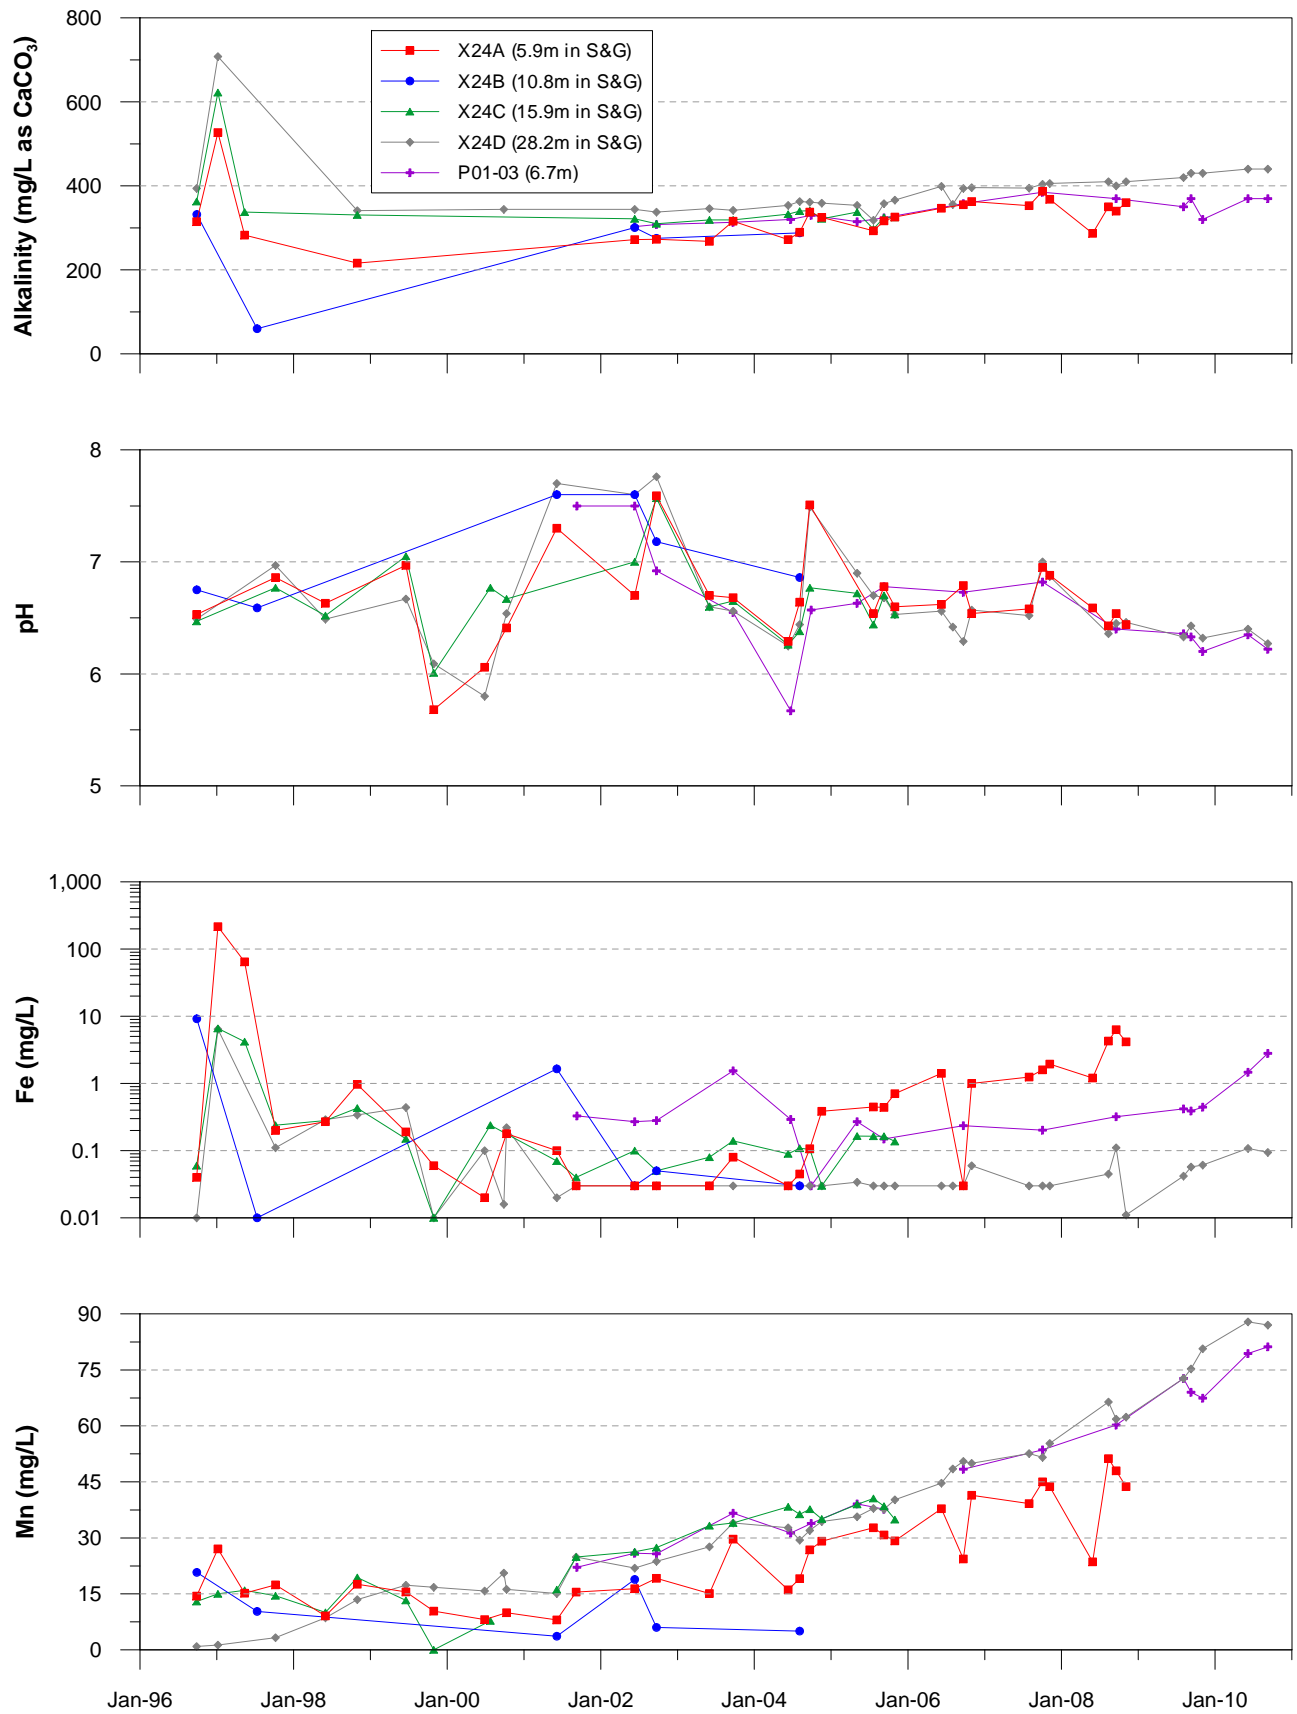 800
600
400
200
0
Alkalinity (mg/L as CaCO3)
X24A (5.9m in S&G)
X24B (10.8m in S&G)
X24C (15.9m in S&G)
X24D (28.2m in S&G)
P01-03 (6.7m)
8
7
6
5
pH
1,000
100
10
1
0.1
0.01
Fe (mg/L)
90
75
60
45
30
15
0
Mn (mg/L)
Jan-96 Jan-98 Jan-00 Jan-02 Jan-04 Jan-06 Jan-08 Jan-10